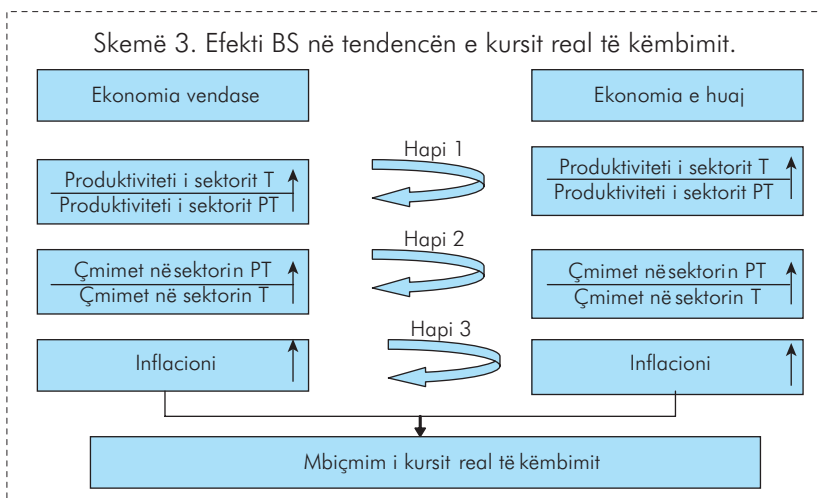 Skemë 3. Efekti BS në tendencën e kursit real të këmbimit.
Ekonomia vendase
Ekonomia e huaj
Hapi 1
Produktiviteti i sektorit T
Produktiviteti i sektorit PT
Produktiviteti i sektorit T
Produktiviteti i sektorit PT
Hapi 2
Çmimet në sektorin PT
Çmimet në sektorin T
Çmimet në sektorin PT
Çmimet në sektorin T
Hapi 3
Inflacioni
Inflacioni
Mbiçmim i kursit real të këmbimit